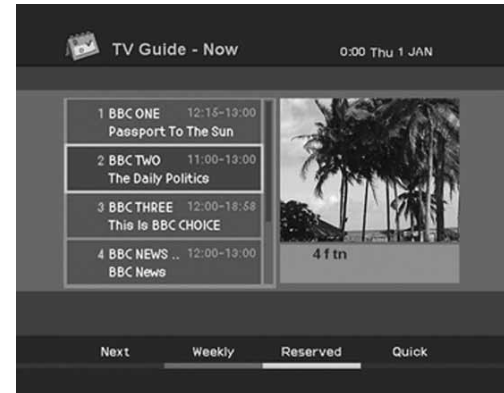 TV Guide - Now
0:00 Thu 1 JAN
1 BBC ONE 12:15-13:00
Passport To The Sun
2 BBC TWO 11:00-13:00
The Daily Politics
3 BBC THREE 12:00-18:58
This Is BBC CHOICE
4 BBC NEWS .. 12:00-13:00
BBC News
4 f tn
Next Weekly Reserved Quick